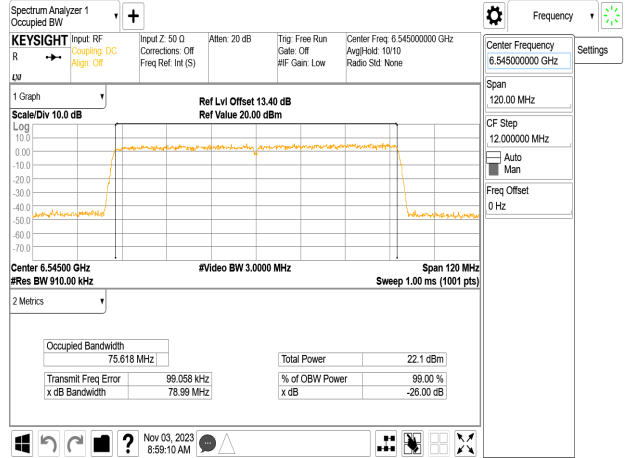 Spectrum Analyzer 1
Occupied BW
Frequency
KEYSIGHT
R
Input: RF
Coupling: DC
Align: Off
Input Z: 50 Ω
Corrections: Off
Freq Ref: Int (S)
Atten: 20 dB
Trig: Free Run
Gate: Off
#IF Gain: Low
Center Freq: 6.545000000 GHz
Avg|Hold: 10/10
Radio Std: None
LXI
Center Frequency
6.545000000 GHz
Settings
Span
120.00 MHz
CF Step
12.000000 MHz
Auto
Man
Freq Offset
0 Hz
1 Graph
Scale/Div 10.0 dB
Ref Lvl Offset 13.40 dB
Ref Value 20.00 dBm
Log
10.0
0.00
-10.0
-20.0
-30.0
-40.0
-50.0
-60.0
-70.0
Center 6.54500 GHz
#Res BW 910.00 kHz
#Video BW 3.0000 MHz
Span 120 MHz
Sweep 1.00 ms (1001 pts)
2 Metrics
Occupied Bandwidth
75.618 MHz
Total Power 22.1 dBm
Transmit Freq Error 99.058 kHz
% of OBW Power 99.00 %
x dB Bandwidth 78.99 MHz
x dB -26.00 dB
?
Nov 03, 2023
8:59:10 AM